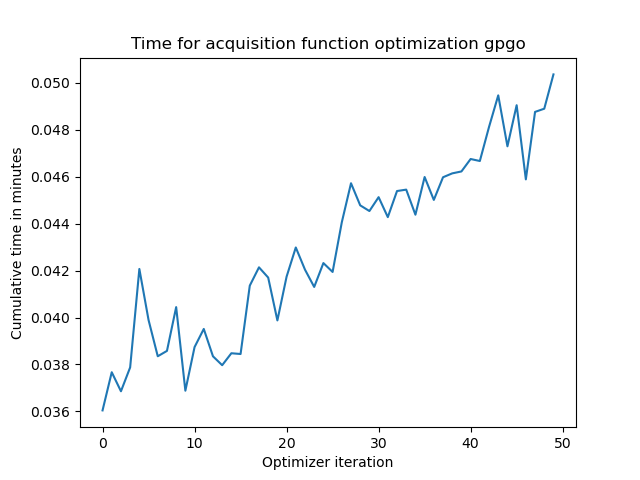 Time for acquisition function optimization gpgo
0.050
0.048
0.046
0.044
0.042
0.040
0.038
0.036
Cumulative time in minutes
0 10 20 30 40 50
Optimizer iteration